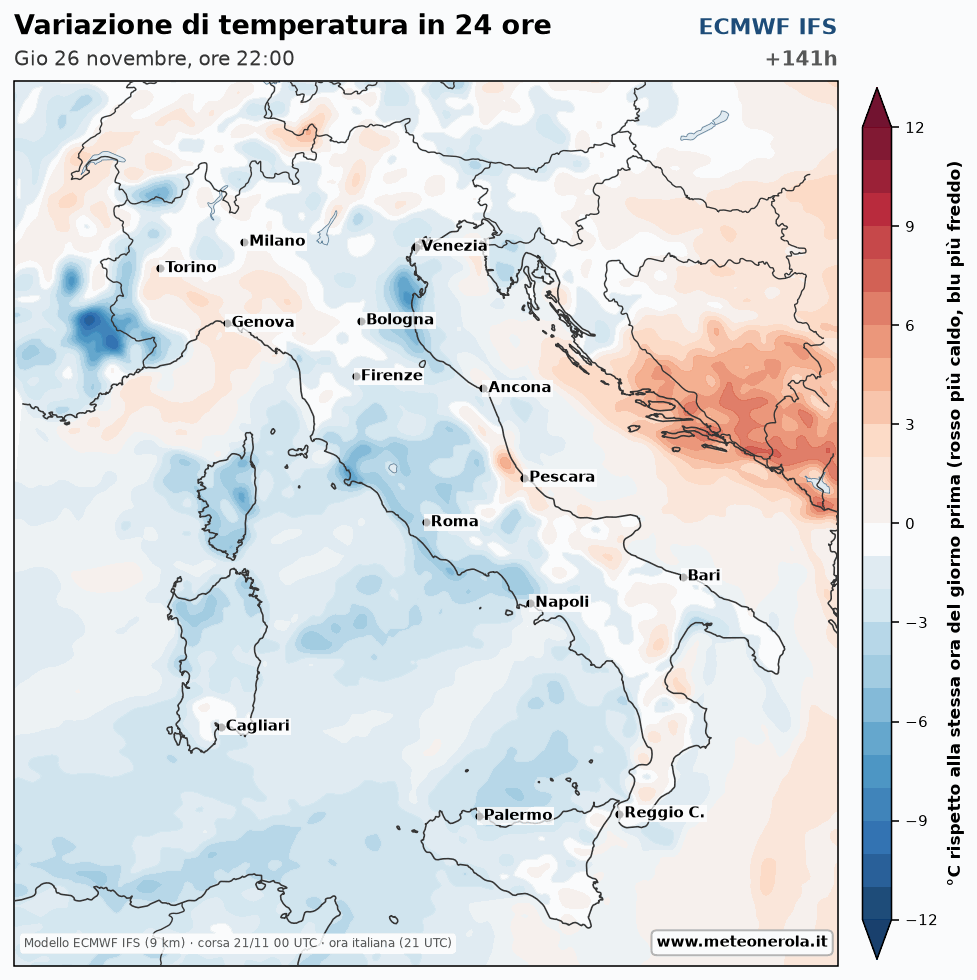 Variazione di temperatura in 24 ore
ECMWF IFS
Gio 26 novembre, ore 22:00
+141h
Milano
Venezia
Torino
Genova
Bologna
Firenze
Ancona
Pescara
Roma
Bari
Napoli
Cagliari
Palermo
Reggio C.
12
9
6
3
0
−3
−6
−9
−12
°C rispetto alla stessa ora del giorno prima (rosso più caldo, blu più freddo)
Modello ECMWF IFS (9 km) · corsa 21/11 00 UTC · ora italiana (21 UTC)
www.meteonerola.it